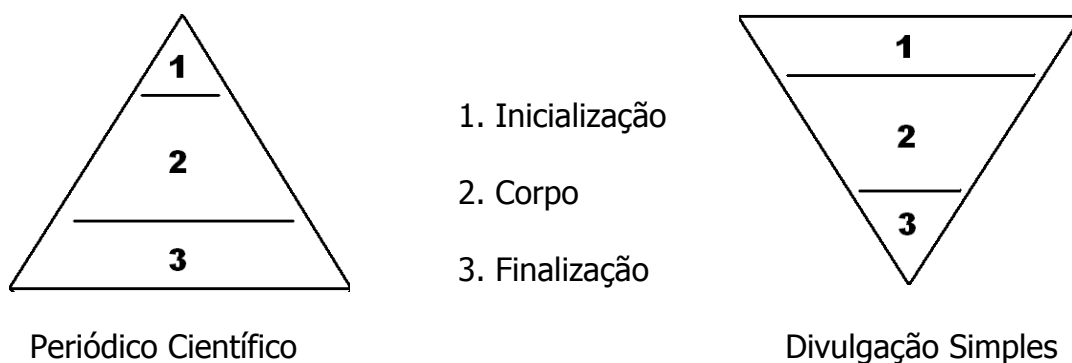 1
2
3
1. Inicialização
2. Corpo
3. Finalização
1
2
3
Periódico Científico
Divulgação Simples